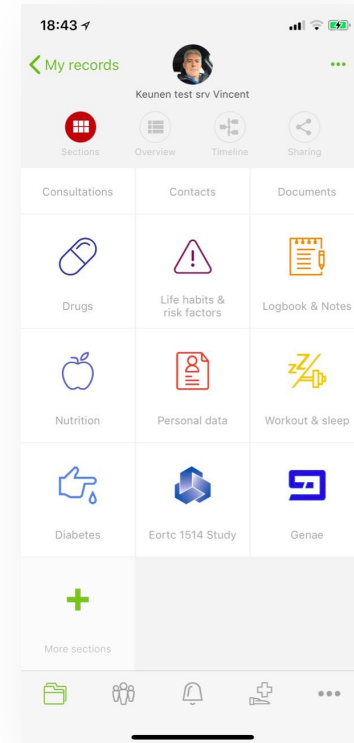 18:43
My records
Keunen test srv Vincent
Sections Overview Timeline Sharing
Consultations Contacts Documents
Drugs Life habits & Logbook & Notes
risk factors
Nutrition Personal data Workout & sleep
Diabetes Eortc 1514 Study Genae
More sections